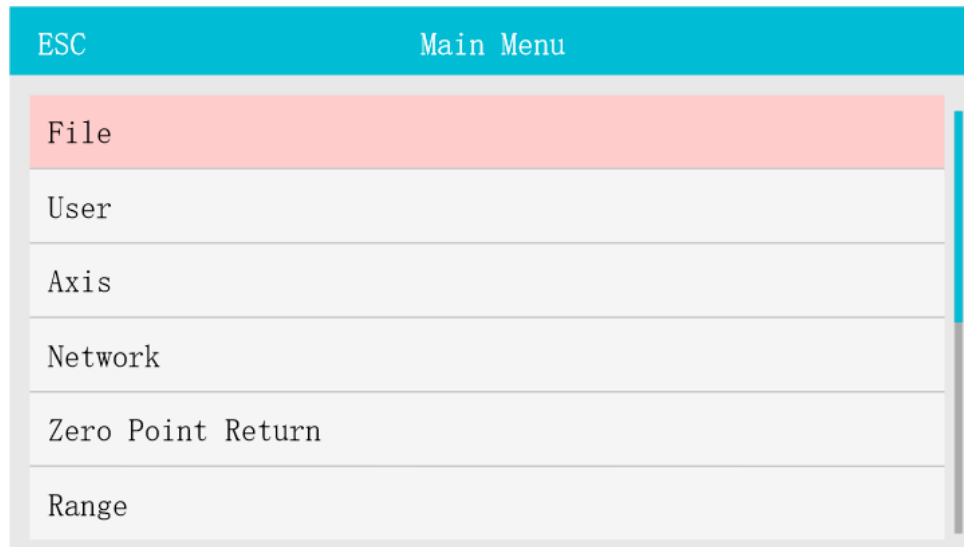 ESC Main Menu
File
User
Axis
Network
Zero Point Return
Range